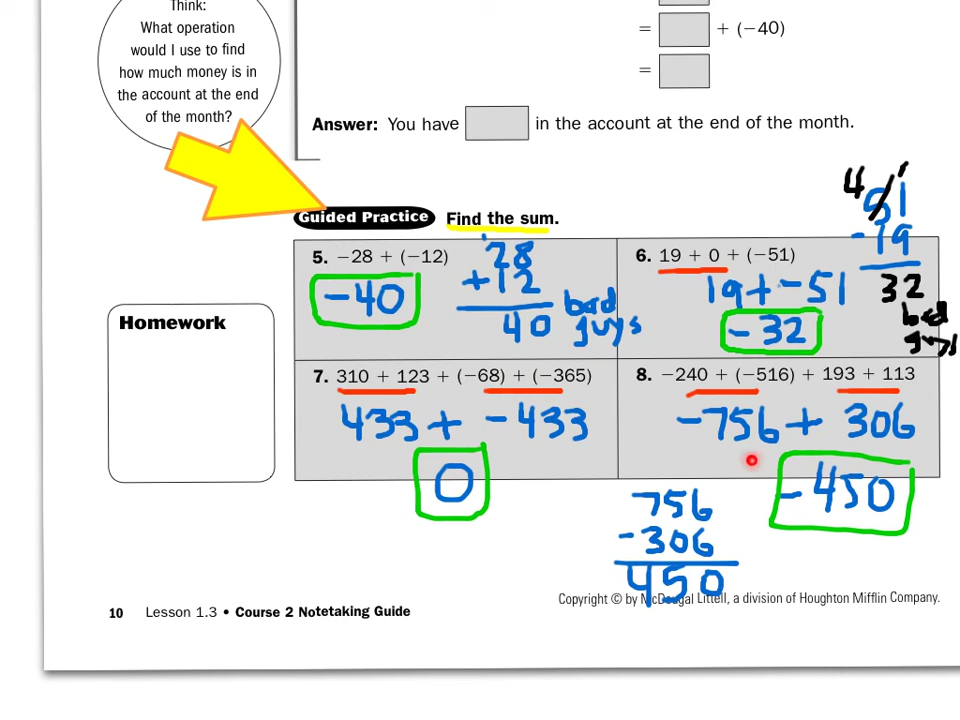 Think:
What operation
would I use to find
how much money is in
the account at the end
of the month?
= + (−40)
=
Answer: You have in the account at the end of the month.
Guided Practice Find the sum.
4 1
51
-19
32
bad
guys
5. −28 + (−12)
1
28
+12
40
bad
guys
-40
6. 19 + 0 + (−51)
19+-51
-32
Homework
7. 310 + 123 + (−68) + (−365)
433+ -433
0
8. −240 + (−516) + 193 + 113
-756+ 306
-450
756
-306
450
Copyright © by McDougal Littell, a division of Houghton Mifflin Company.
10 Lesson 1.3 • Course 2 Notetaking Guide